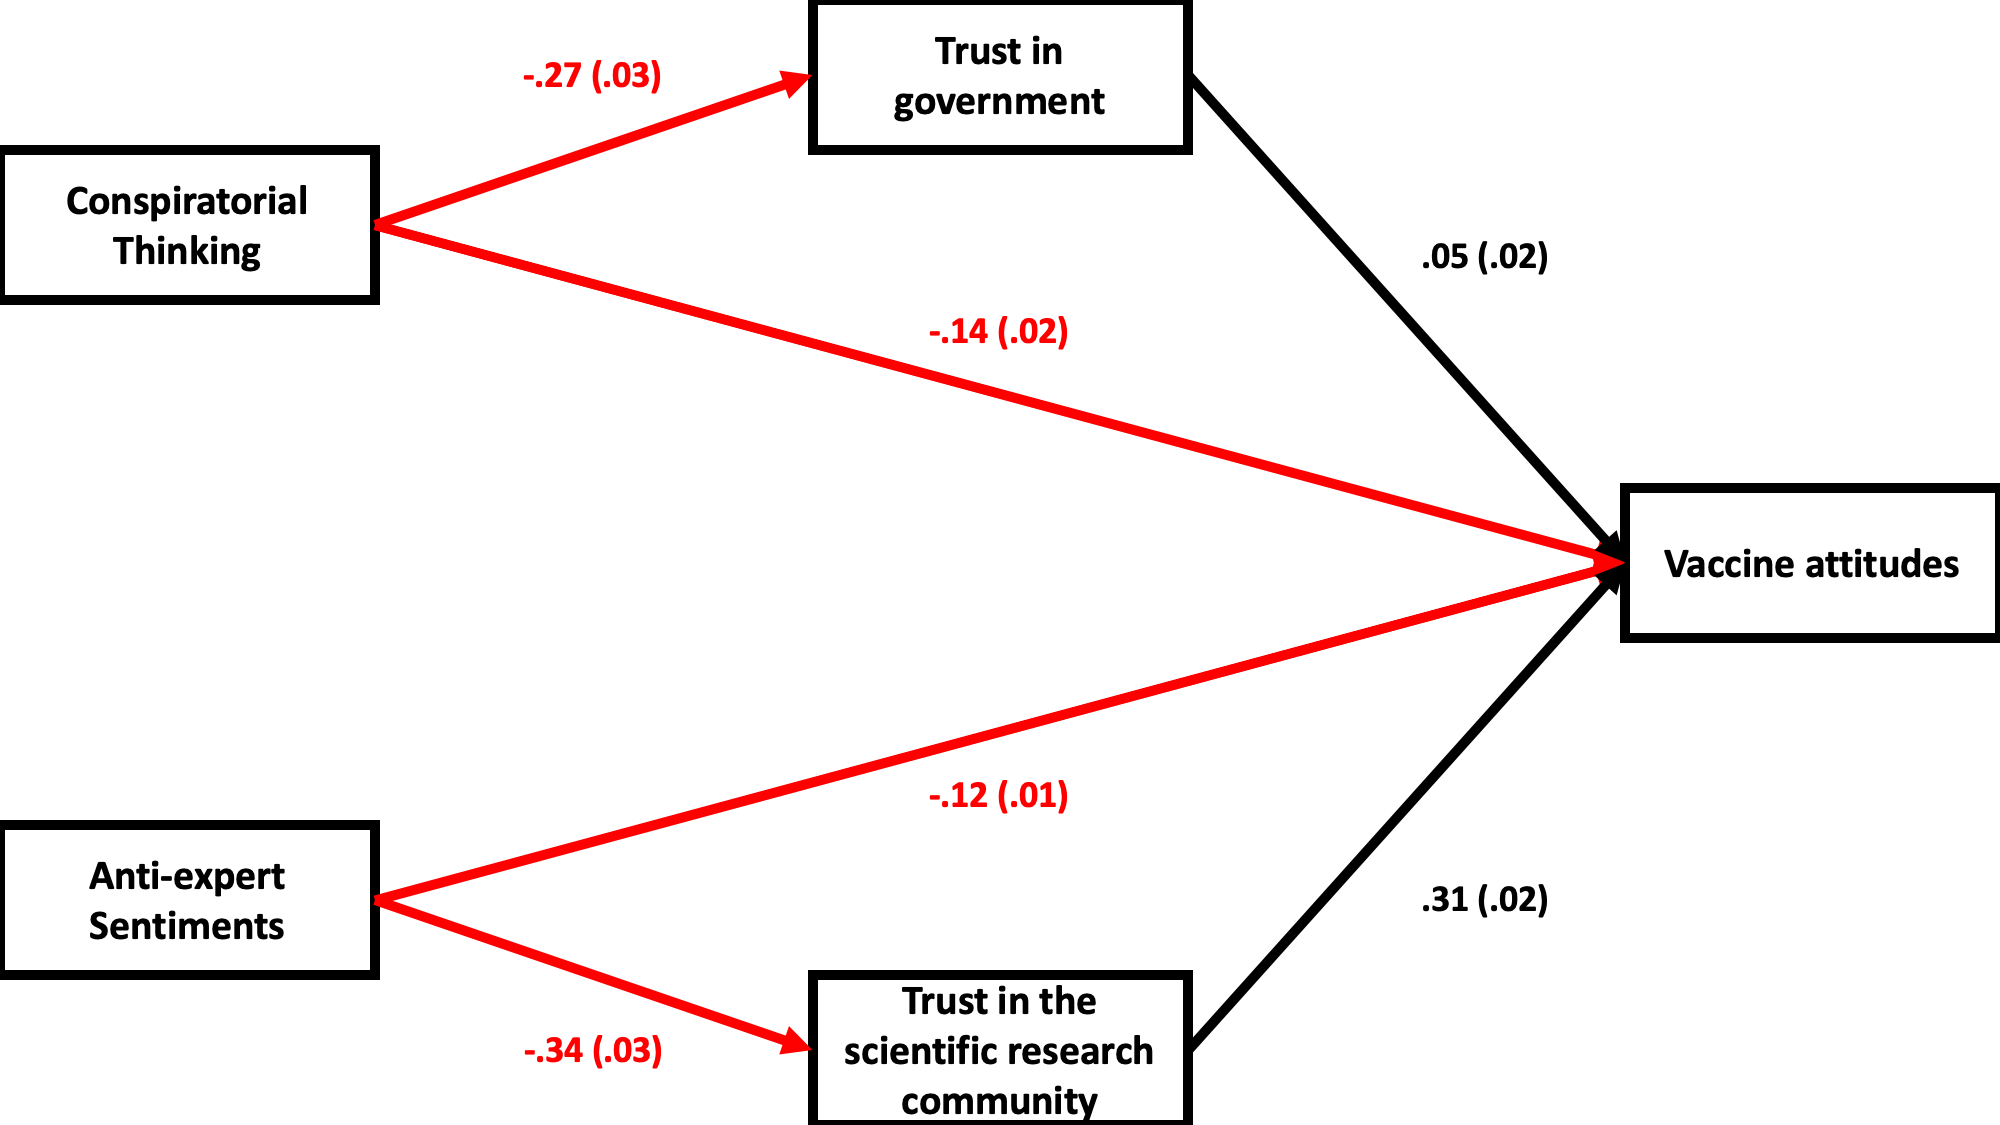 Trust in
government
-.27 (.03)
Conspiratorial
Thinking
.05 (.02)
-.14 (.02)
Vaccine attitudes
-.12 (.01)
Anti-expert
Sentiments
.31 (.02)
-.34 (.03)
Trust in the
scientific research
community